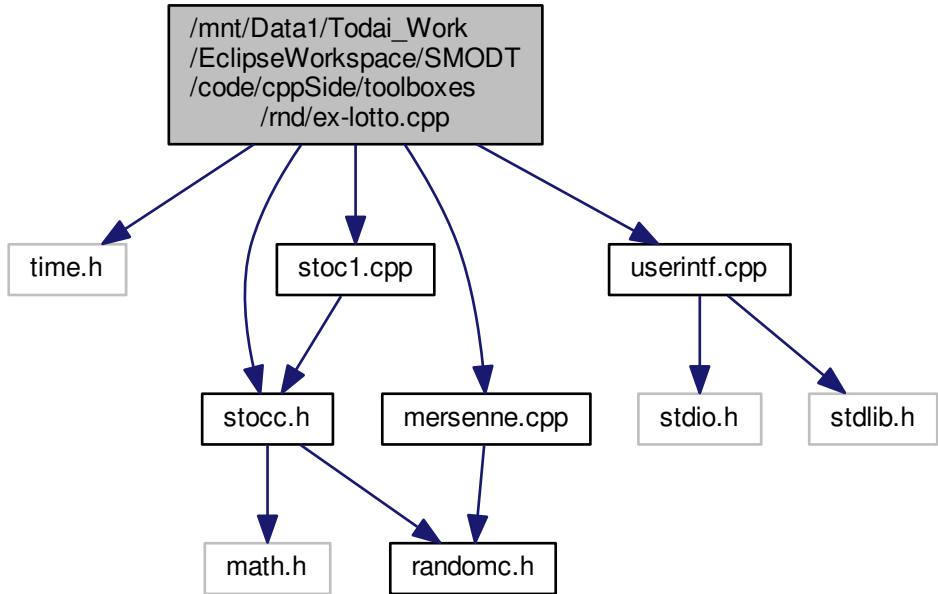 /mnt/Data1/Todai_Work
/EclipseWorkspace/SMODT
/code/cppSide/toolboxes
/rnd/ex-lotto.cpp
time.h
stoc1.cpp
userintf.cpp
stocc.h
mersenne.cpp
stdio.h
stdlib.h
math.h
randomc.h